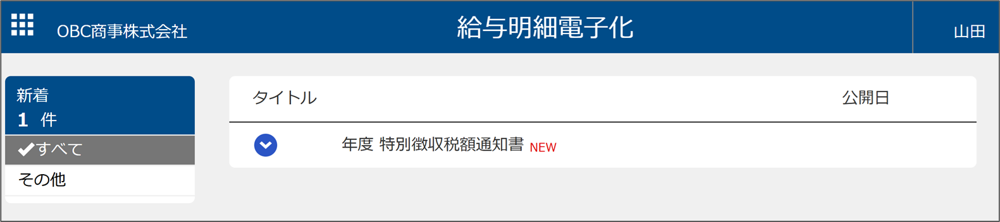 OBC商事株式会社
給与明細電子化
山田
新着
1 件
すべて
その他
タイトル 公開日
年度 特別徴収税額通知書 NEW